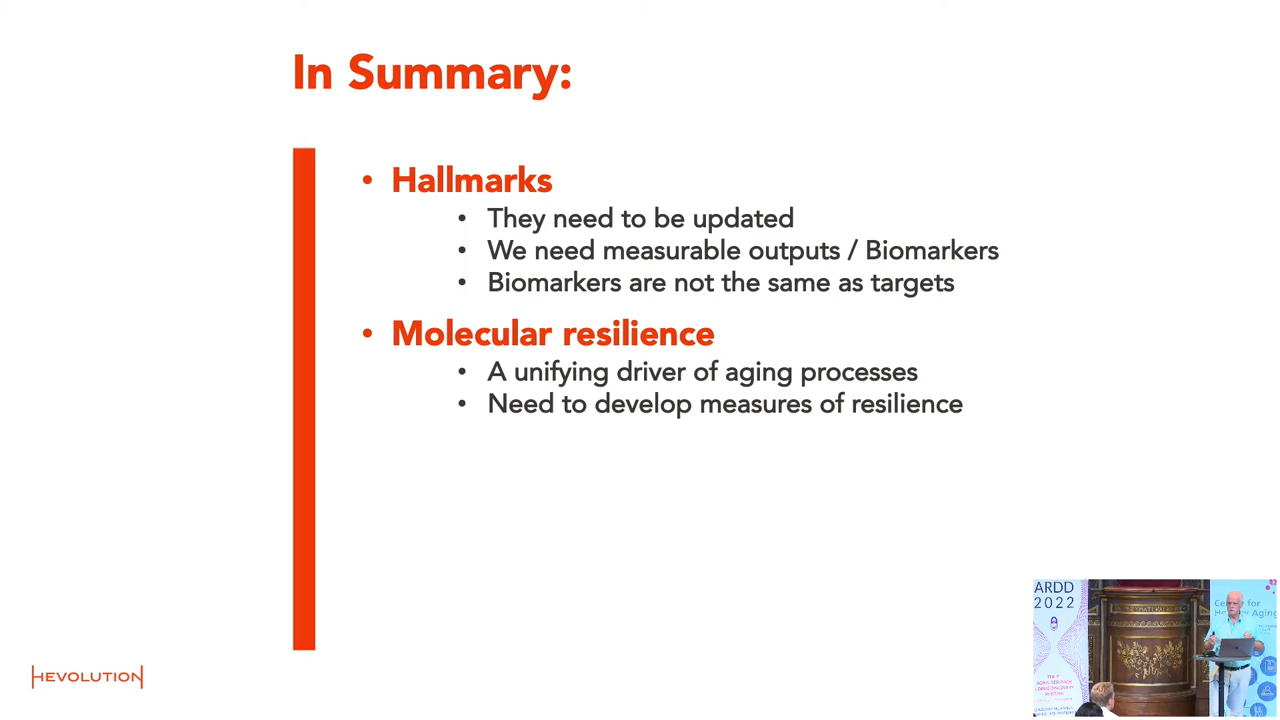 In Summary:
• Hallmarks
• They need to be updated
• We need measurable outputs / Biomarkers
• Biomarkers are not the same as targets
• Molecular resilience
• A unifying driver of aging processes
• Need to develop measures of resilience
HEVOLUTION
ARDD
2022